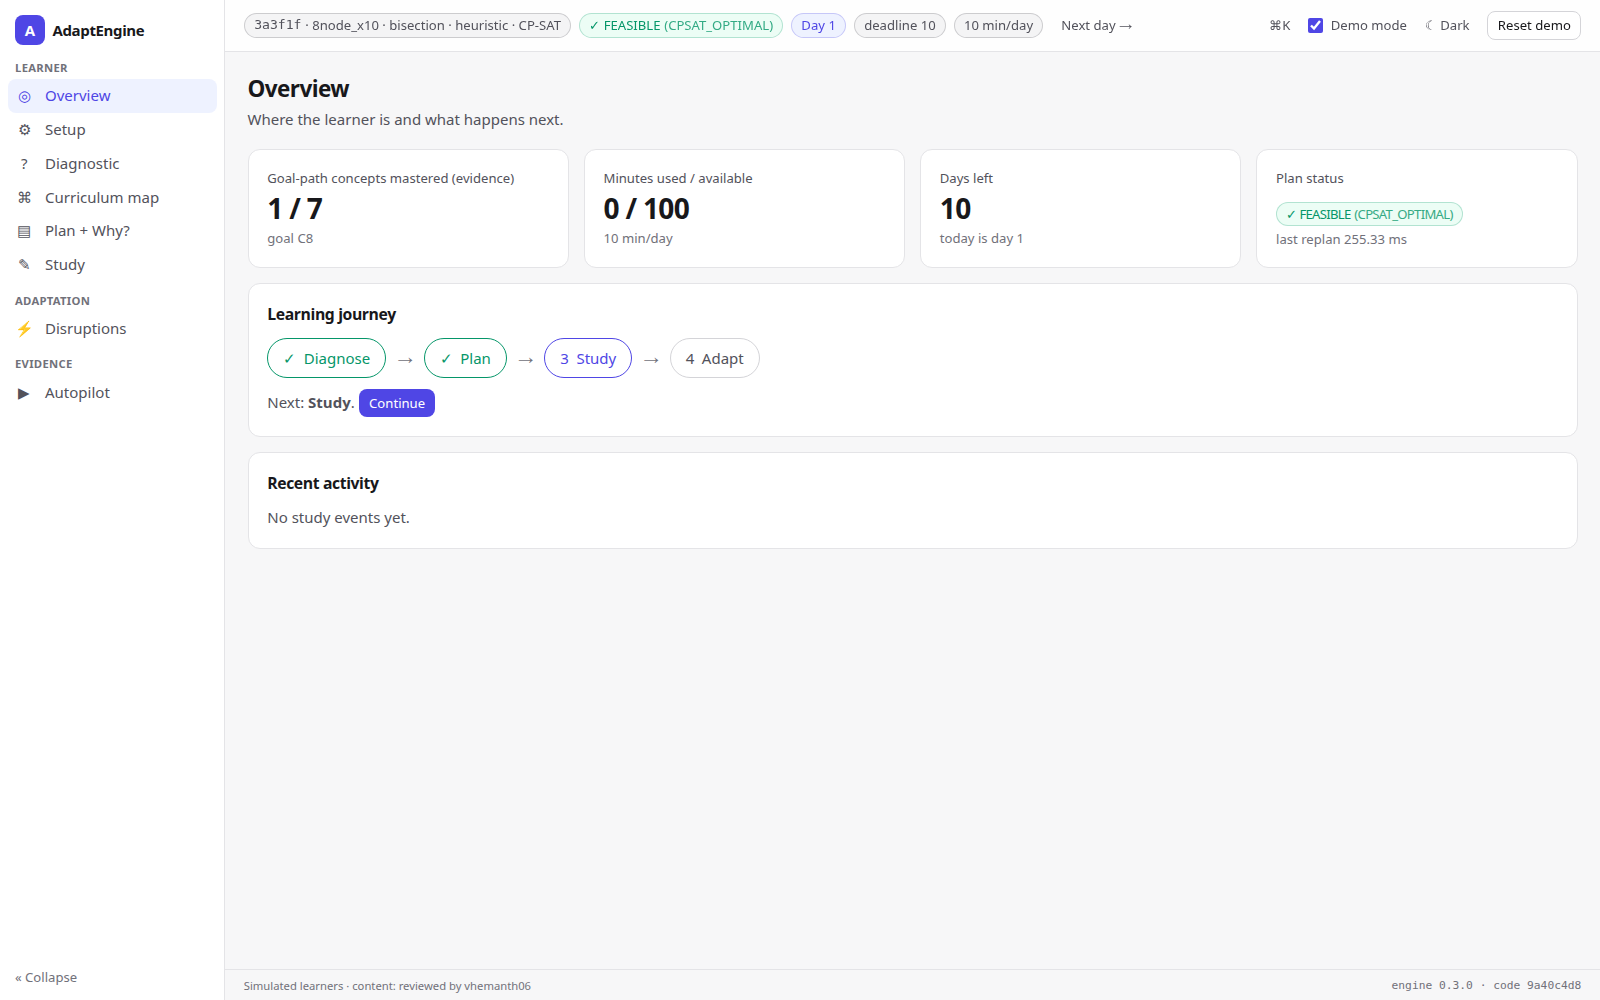 A AdaptEngine
LEARNER
◎ Overview
⚙ Setup
? Diagnostic
⌘ Curriculum map
▤ Plan + Why?
✎ Study
ADAPTATION
⚡ Disruptions
EVIDENCE
▶ Autopilot
« Collapse
3a3f1f · 8node_x10 · bisection · heuristic · CP-SAT ✓ FEASIBLE (CPSAT_OPTIMAL) Day 1 deadline 10 10 min/day Next day → ⌘K Demo mode ☾ Dark Reset demo
Overview
Where the learner is and what happens next.
Goal-path concepts mastered (evidence)
1 / 7
goal C8
Minutes used / available
0 / 100
10 min/day
Days left
10
today is day 1
Plan status
✓ FEASIBLE (CPSAT_OPTIMAL)
last replan 255.33 ms
Learning journey
✓ Diagnose → ✓ Plan → 3 Study → 4 Adapt
Next: Study. Continue
Recent activity
No study events yet.
Simulated learners · content: reviewed by vhemanth06
engine 0.3.0 · code 9a40c4d8